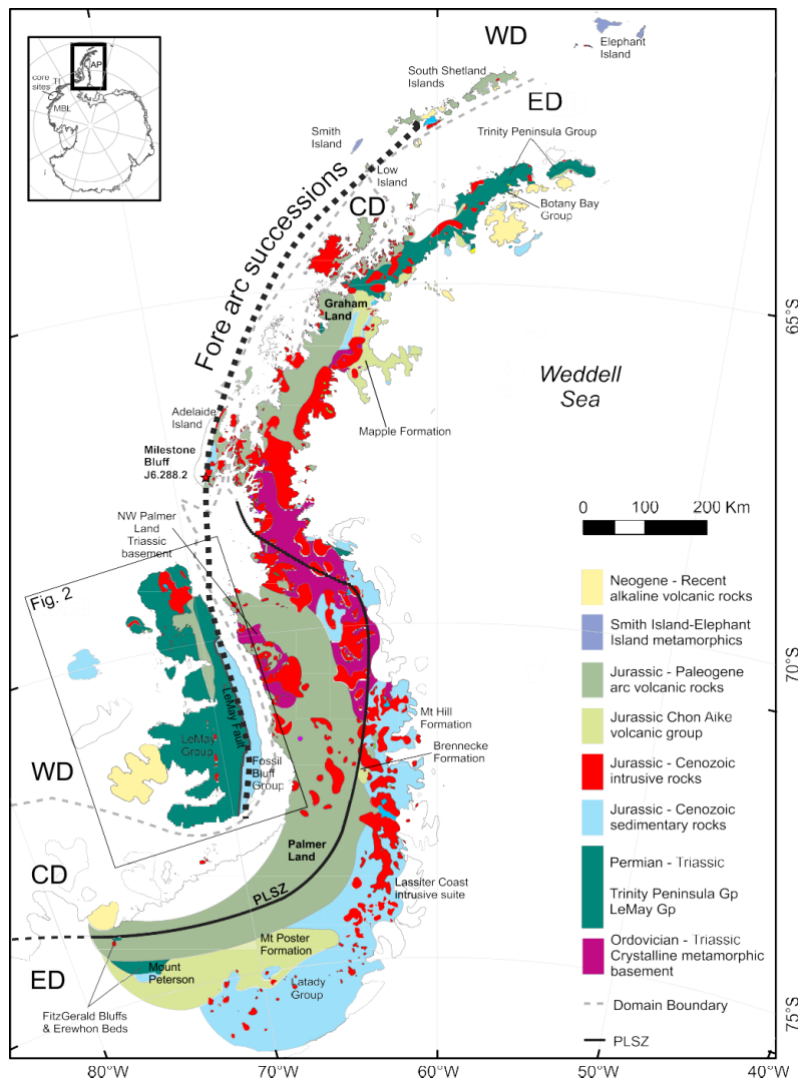 WD
Elephant
Island
South Shetland
Islands
ED
AP
core
sites
TI
MBL
Trinity Peninsula Group
Smith
Island
Low
Island
Botany Bay
Group
CD
Fore arc successions
65°S
Graham
Land
Weddell
Sea
Adelaide
Island
Mapple Formation
Milestone
Bluff
J6.288.2
0 100 200 Km
NW Palmer
Land
Triassic
basement
Fig. 2
Neogene - Recent
alkaline volcanic rocks
Smith Island-Elephant
Island metamorphics
70°S
Jurassic - Paleogene
arc volcanic rocks
LeMay Fault
Mt Hill
Formation
Jurassic Chon Aike
volcanic group
LeMay
Group
Brennecke
Formation
Fossil
Bluff
Group
Jurassic - Cenozoic
intrusive rocks
WD
Jurassic - Cenozoic
sedimentary rocks
Palmer
Land
CD
Permian - Triassic
Trinity Peninsula Gp
LeMay Gp
PLSZ
Lassiter Coast
intrusive suite
Mt Poster
Formation
Ordovician - Triassic
Crystalline metamorphic
basement
ED
Mount
Peterson
Latady
Group
Domain Boundary
FitzGerald Bluffs
& Erewhon Beds
75°S
PLSZ
80°W 70°W 60°W 50°W 40°W